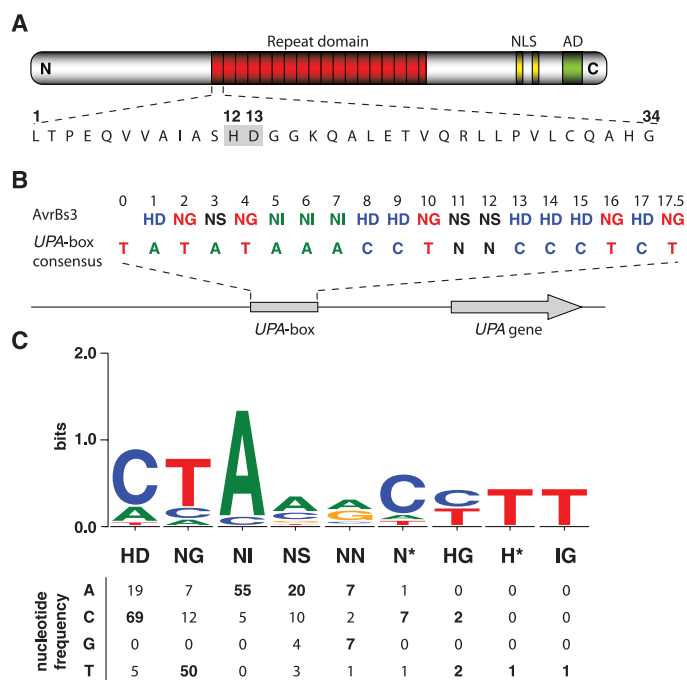 A
Repeat domain NLS AD
N C
1 12 13 34
L T P E Q V V A I A S H D G G K Q A L E T V Q R L L P V L C Q A H G
B
0 1 2 3 4 5 6 7 8 9 10 11 12 13 14 15 16 17 17.5
AvrBs3 HD NG NS NG NI NI NI HD HD NG NS NS HD HD HD NG HD NG
UPA-box consensus T A T A T A A A C C T N N C C C T C T
UPA-box UPA gene
C
2.0
bits
1.0
0.0
C A T T C A A C A C T A C G A G C A T C T T T
HD NG NI NS NN N* HG H* IG
nucleotide frequency
A 19 7 55 20 7 1 0 0 0
C 69 12 5 10 2 7 2 0 0
G 0 0 0 4 7 0 0 0 0
T 5 50 0 3 1 1 2 1 1